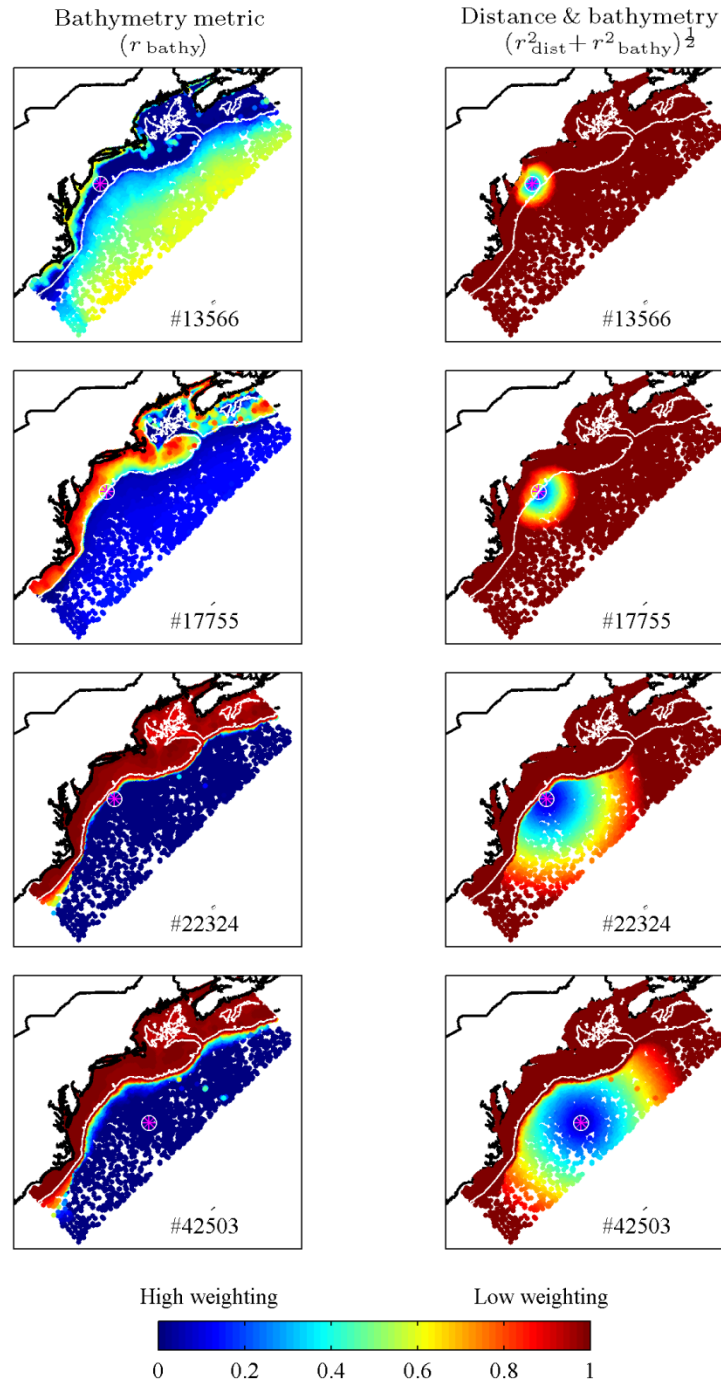 Bathymetry metric
(r bathy)
Distance & bathymetry
(r²dist + r²bathy)^½
#13566
#13566
#17755
#17755
#22324
#22324
#42503
#42503
High weighting
Low weighting
0 0.2 0.4 0.6 0.8 1